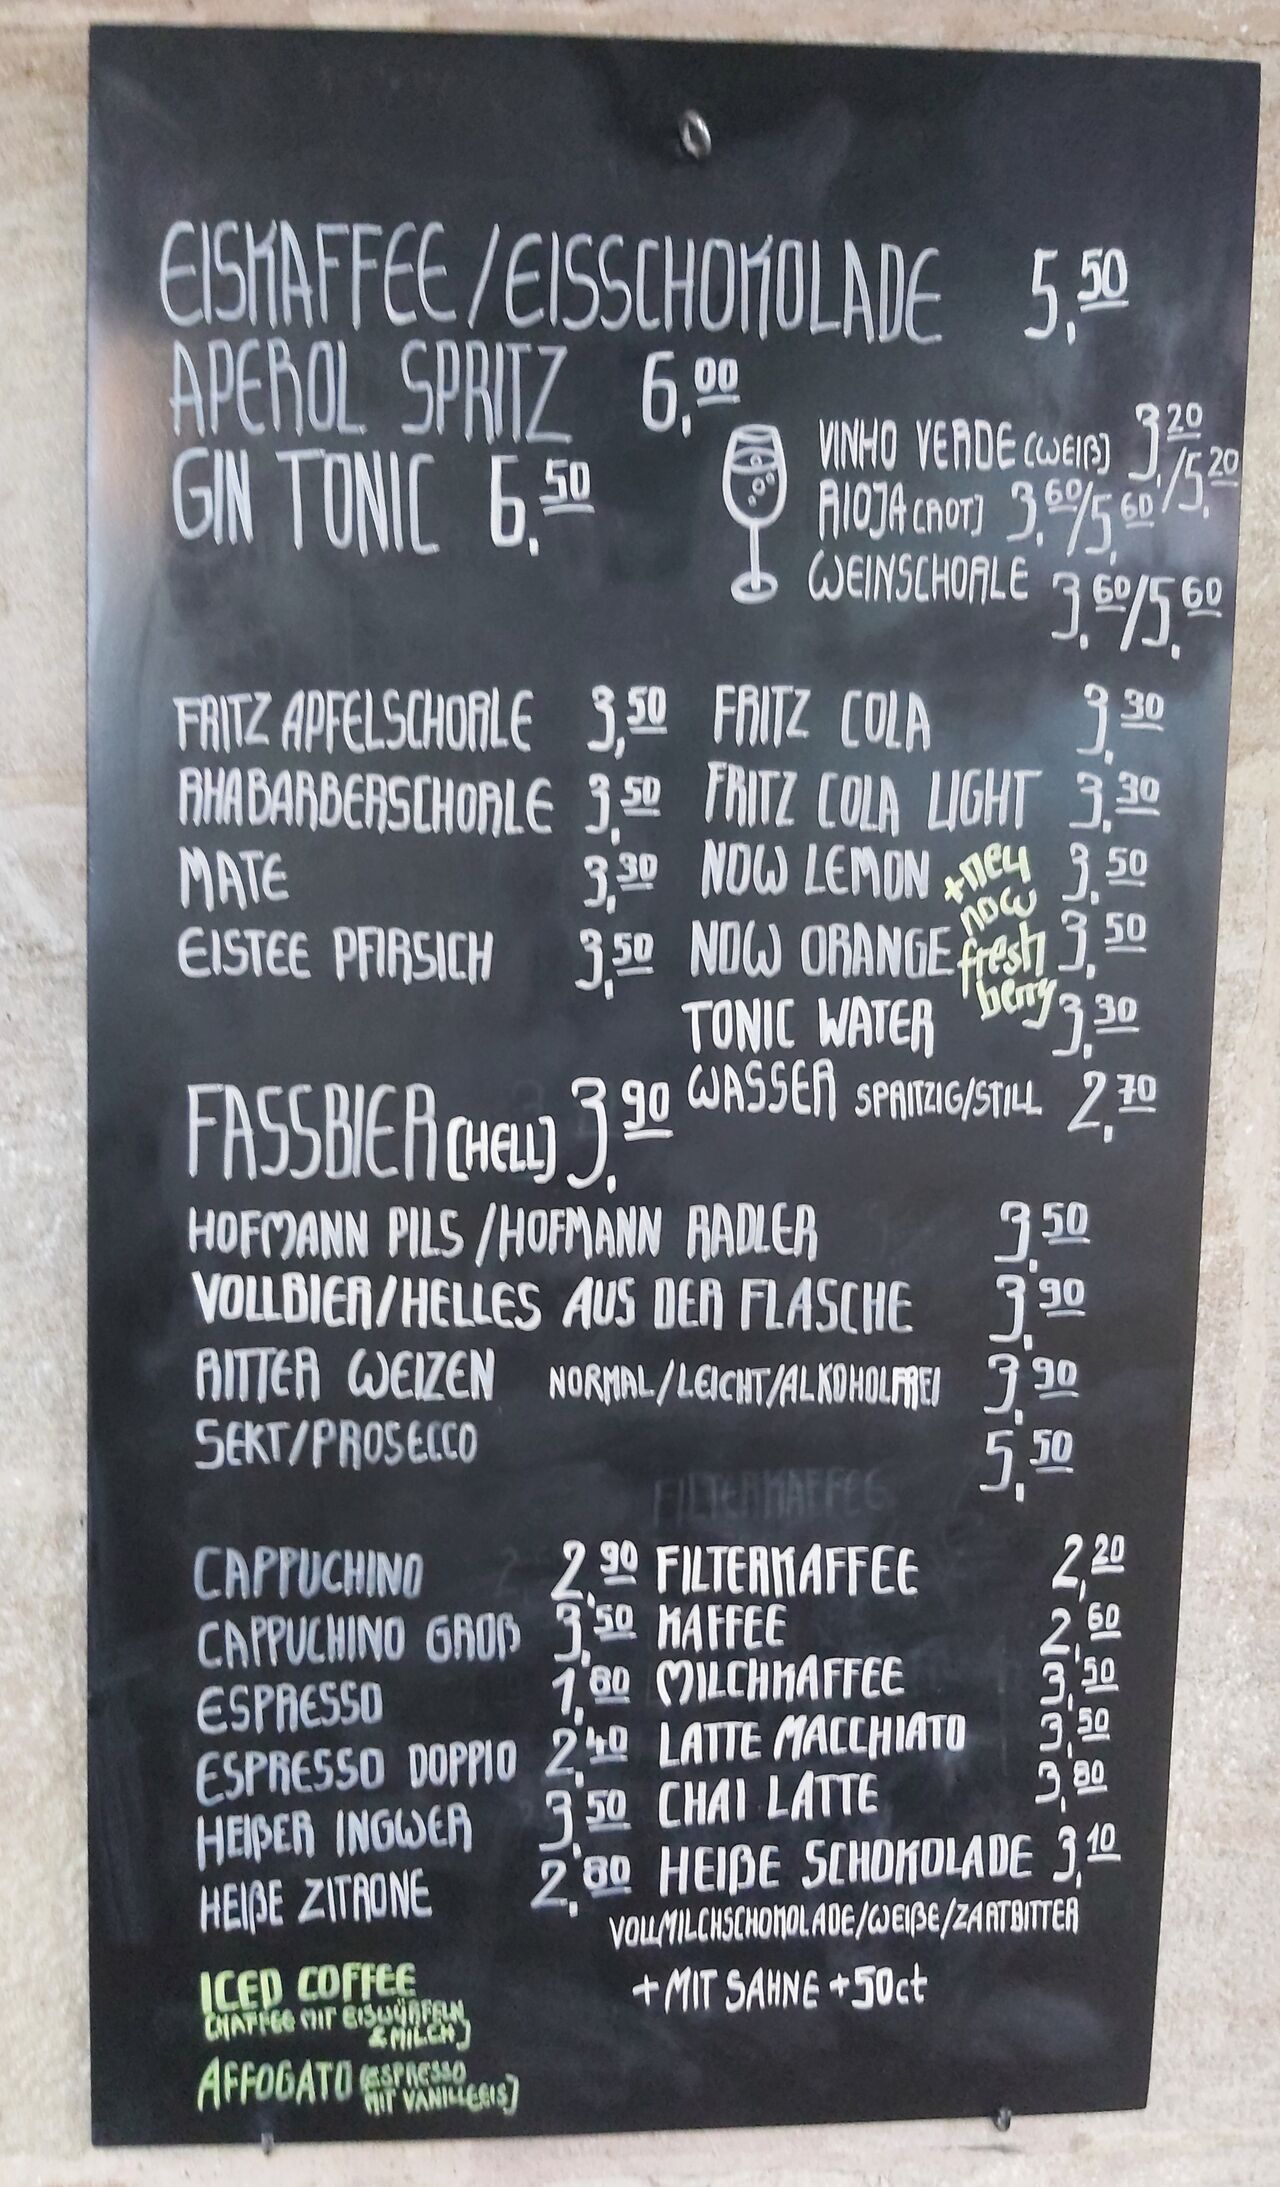 EISKAFFEE/EISSCHOKOLADE 5,50
APEROL SPRITZ 6,00
GIN TONIC 6,50
VINHO VERDE (WEIß) 3,20/5,20
RIOJA (ROT) 3,60/5,60
WEINSCHORLE 3,60/5,60
FRITZ APFELSCHORLE 3,50
RHABARBERSCHORLE 3,50
MATE 3,30
EISTEE PFIRSICH 3,50
FRITZ COLA 3,30
FRITZ COLA LIGHT 3,30
NOW LEMON 3,50
NOW ORANGE 3,50
+ney
now
fresh
berry
TONIC WATER 3,30
WASSER SPRITZIG/STILL 2,70
FASSBIER (HELL) 3,90
HOFMANN PILS/HOFMANN RADLER 3,50
VOLLBIER/HELLES AUS DER FLASCHE 3,90
RITTER WEIZEN NORMAL/LEICHT/ALKOHOLFREI 3,90
SEKT/PROSECCO 5,50
FILTERKAFFEE
CAPPUCHINO 2,90
CAPPUCHINO GROß 3,50
ESPRESSO 1,80
ESPRESSO DOPPIO 2,40
HEIßER INGWER 3,50
HEIßE ZITRONE 2,80
FILTERKAFFEE 2,20
KAFFEE 2,60
MILCHKAFFEE 3,50
LATTE MACCHIATO 3,50
CHAI LATTE 3,80
HEIßE SCHOKOLADE 3,10
VOLLMILCHSCHOKOLADE/WEIßE/ZARTBITTER
+ MIT SAHNE +50ct
ICED COFFEE
(KAFFEE MIT EISWÜRFELN
& MILCH)
AFFOGATO (ESPRESSO
MIT VANILLEEIS)